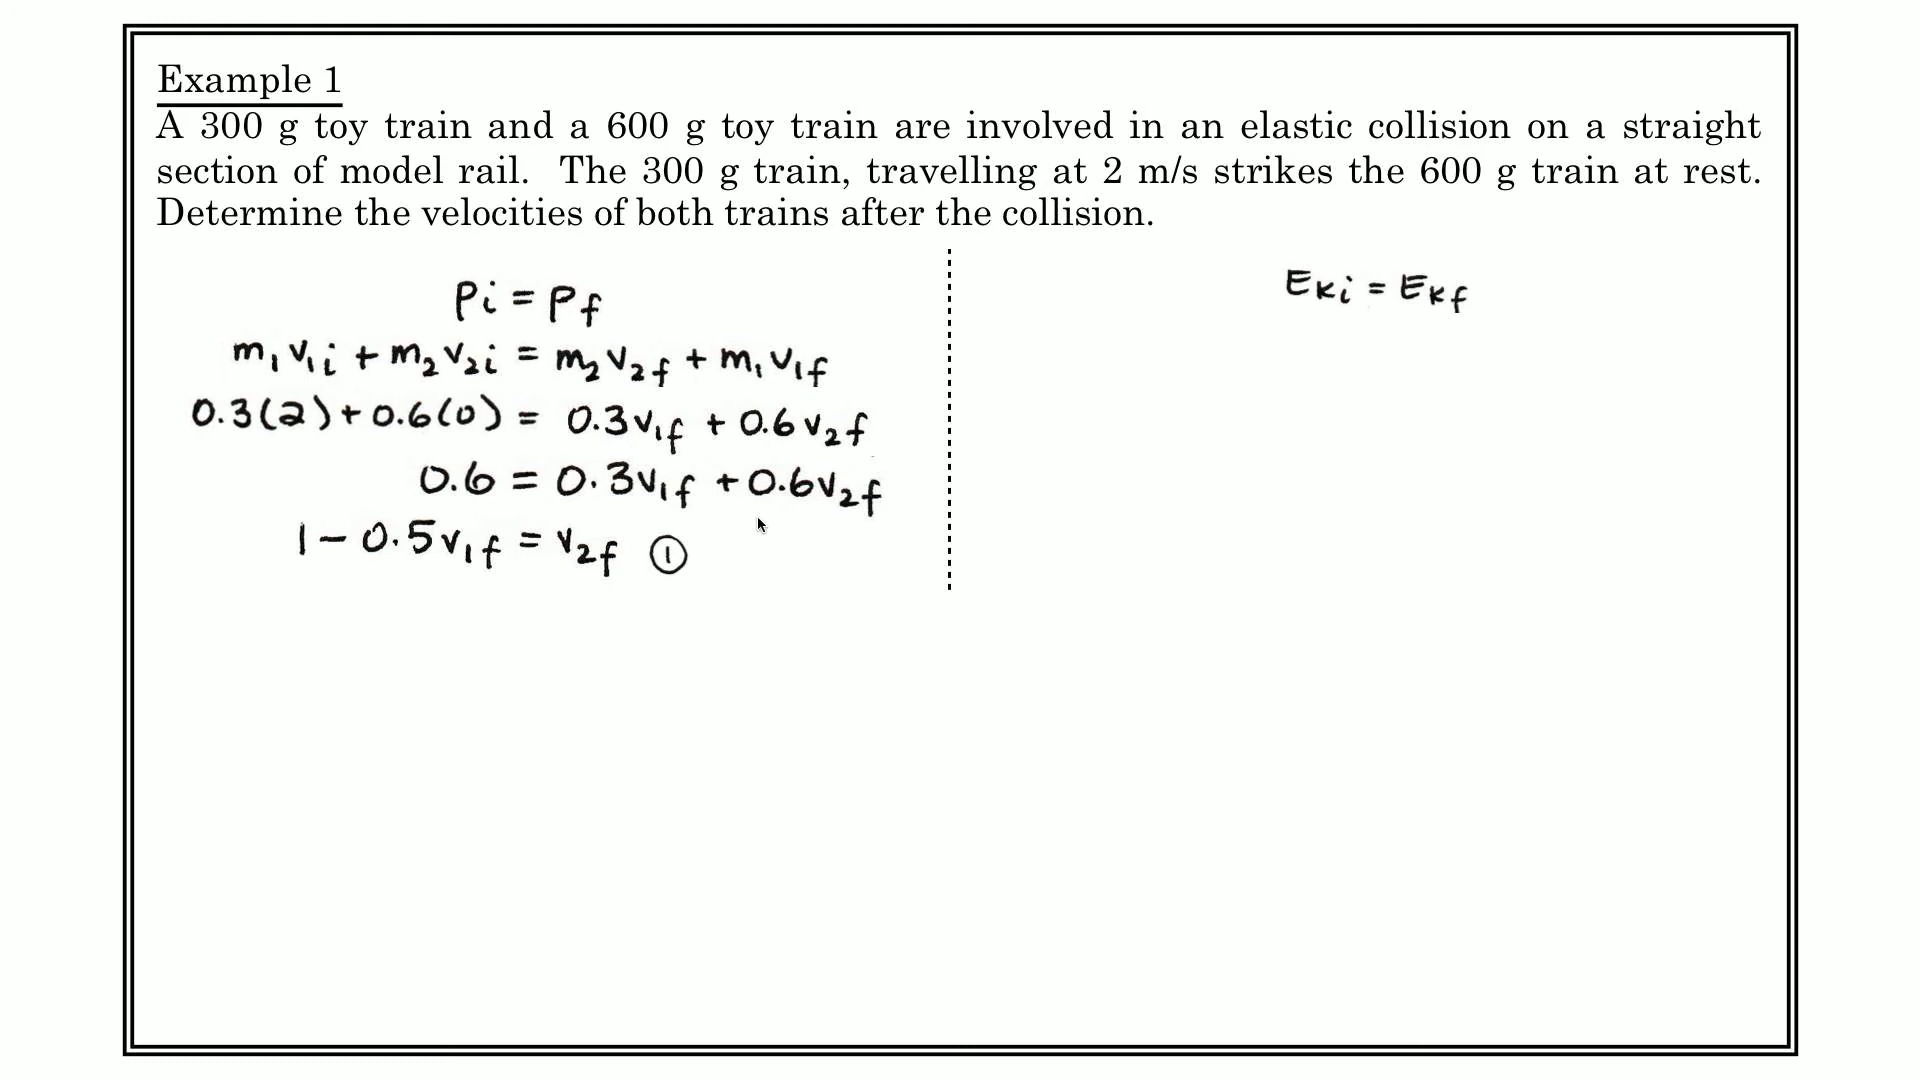 Example 1
A 300 g toy train and a 600 g toy train are involved in an elastic collision on a straight
section of model rail. The 300 g train, travelling at 2 m/s strikes the 600 g train at rest.
Determine the velocities of both trains after the collision.
Pi = Pf
m₁v₁i + m₂v₂i = m₂v₂f + m₁v₁f
0.3(2) + 0.6(0) = 0.3v₁f + 0.6v₂f
0.6 = 0.3v₁f + 0.6v₂f
1 - 0.5v₁f = v₂f ①
Eki = Ekf